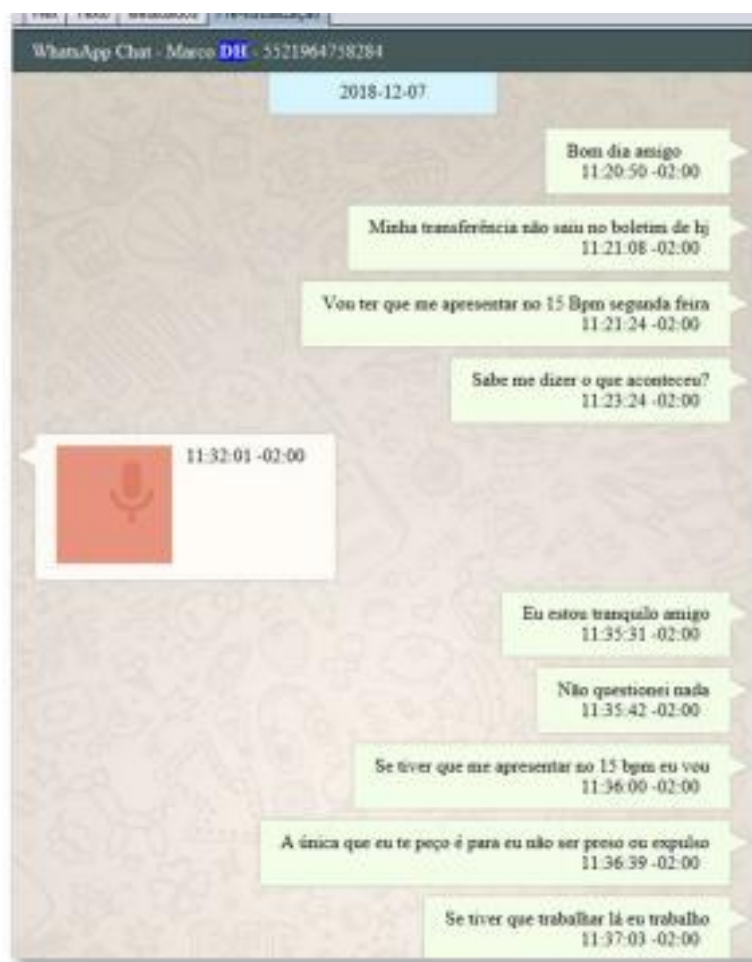 Hex Texto Metadados Pré-visualização
WhatsApp Chat - Marco DH - 5521964758284
2018-12-07
Bom dia amigo
11:20:50 -02:00
Minha transferência não saiu no boletim de hj
11:21:08 -02:00
Vou ter que me apresentar no 15 Bpm segunda feira
11:21:24 -02:00
Sabe me dizer o que aconteceu?
11:23:24 -02:00
11:32:01 -02:00
Eu estou tranquilo amigo
11:35:31 -02:00
Não questionei nada
11:35:42 -02:00
Se tiver que me apresentar no 15 bpm eu vou
11:36:00 -02:00
A única que eu te peço é para eu não ser preso ou expulso
11:36:39 -02:00
Se tiver que trabalhar lá eu trabalho
11:37:03 -02:00